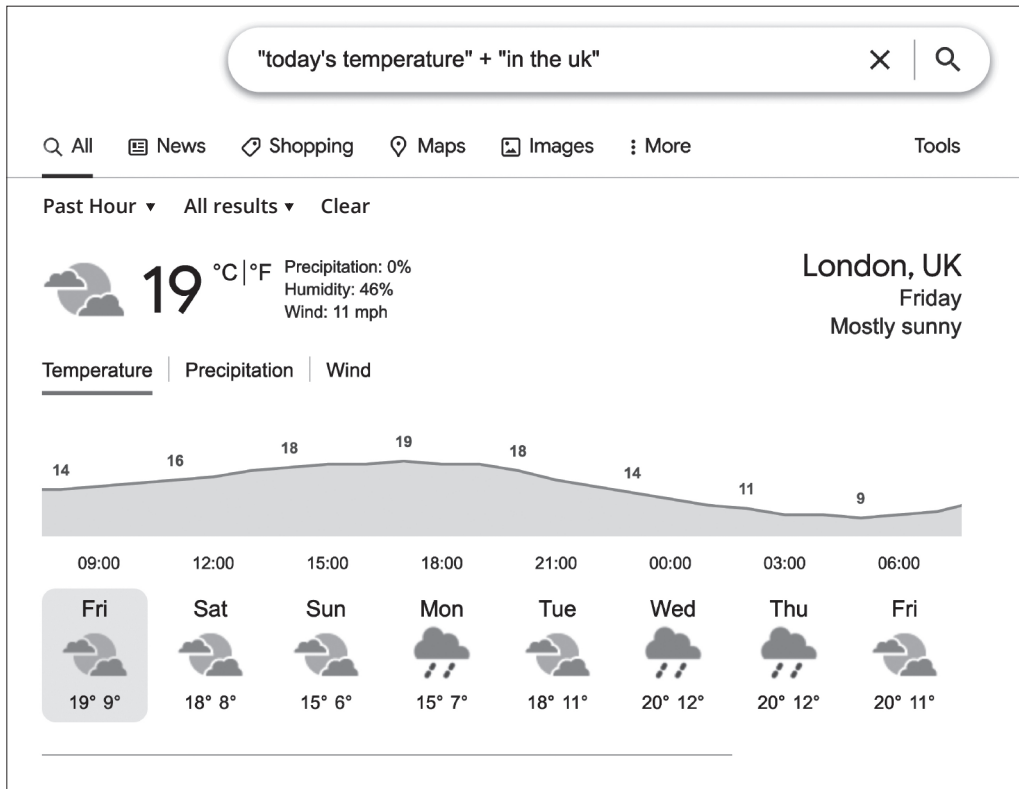 "today's temperature" + "in the uk"
All News Shopping Maps Images More Tools
Past Hour All results Clear
19 °C|°F
Precipitation: 0%
Humidity: 46%
Wind: 11 mph
London, UK
Friday
Mostly sunny
Temperature Precipitation Wind
14 16 18 19 18 14 11 9
09:00 12:00 15:00 18:00 21:00 00:00 03:00 06:00
Fri Sat Sun Mon Tue Wed Thu Fri
19° 9° 18° 8° 15° 6° 15° 7° 18° 11° 20° 12° 20° 12° 20° 11°